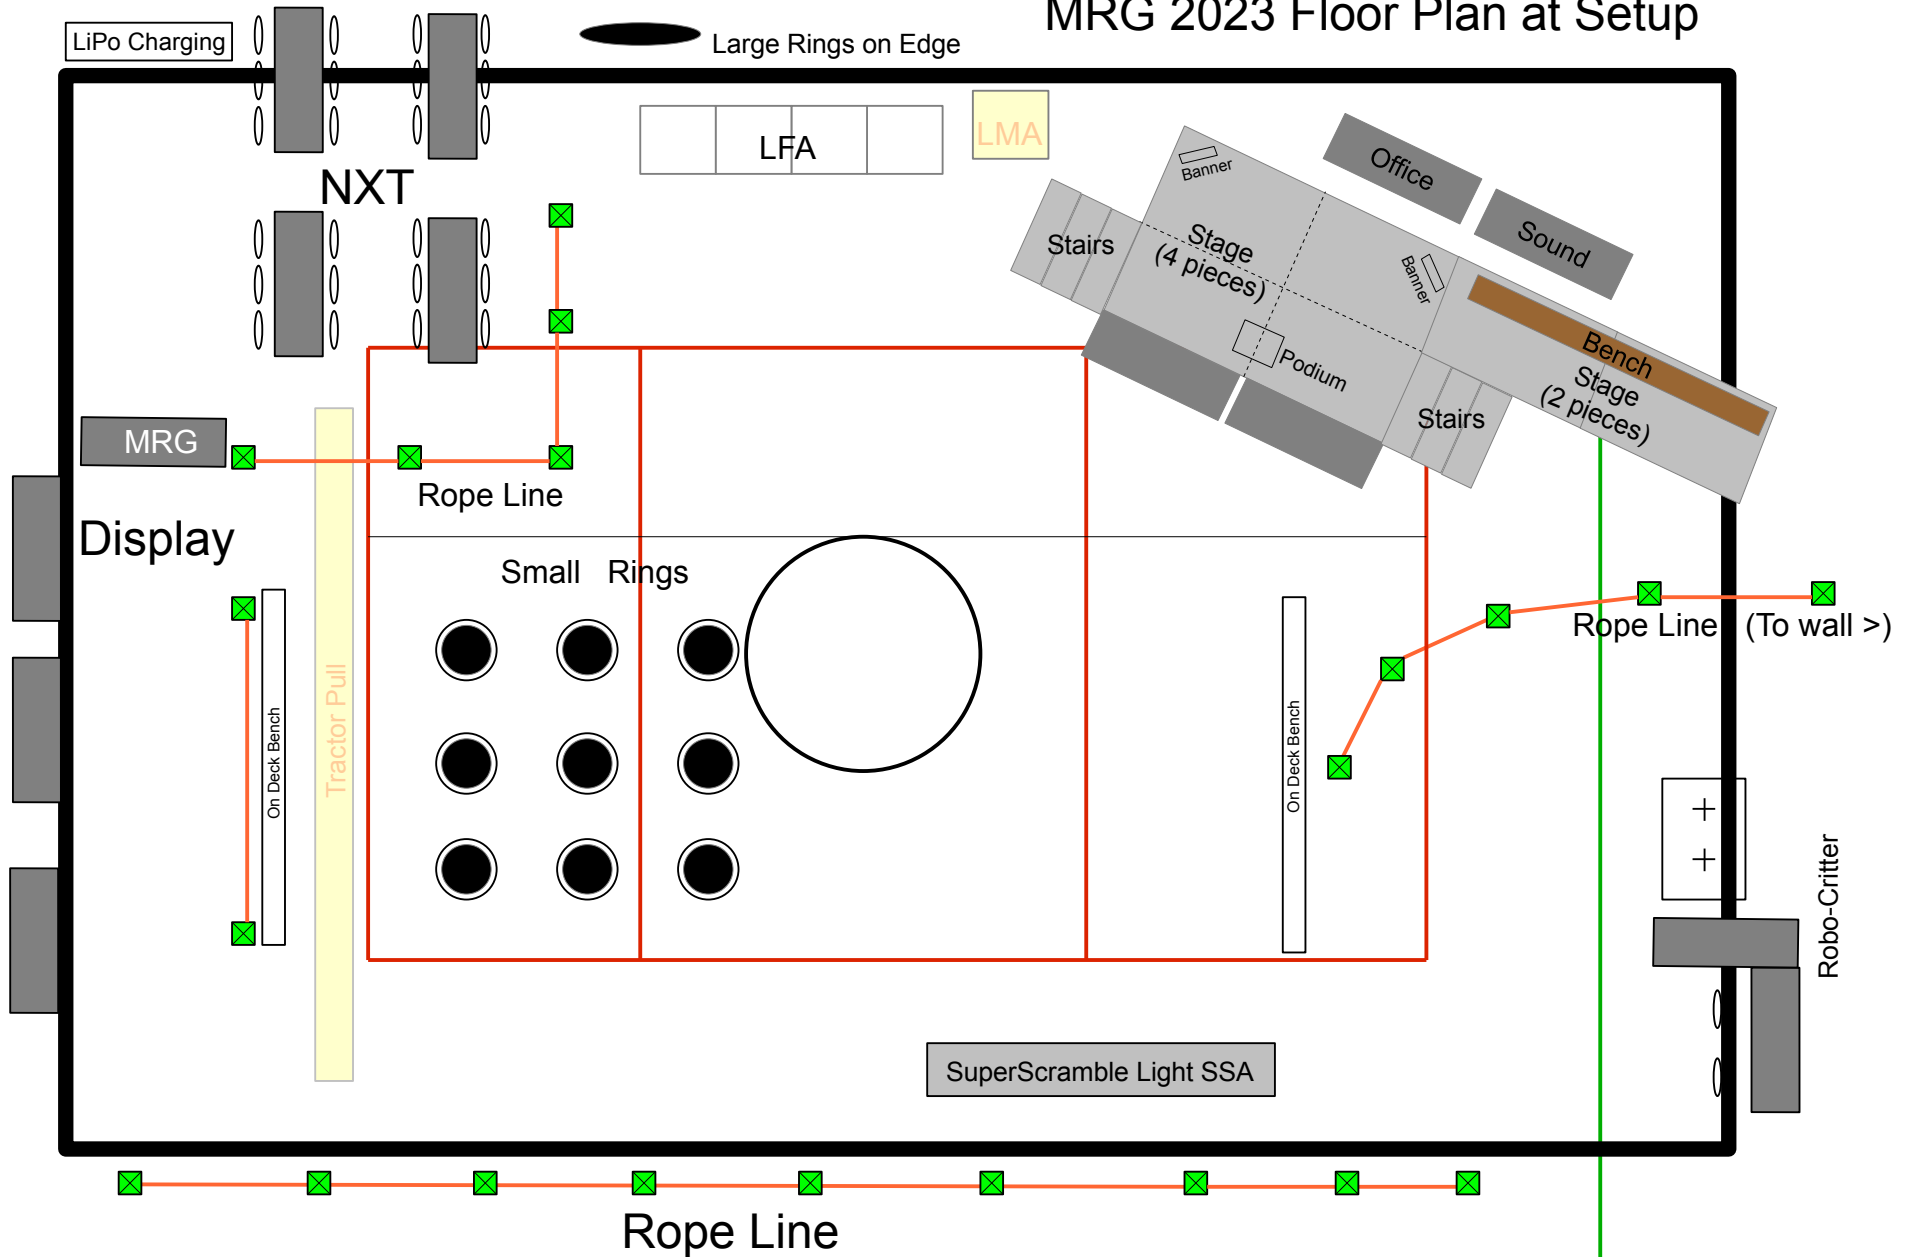 MRG 2023 Floor Plan at Setup
LiPo Charging
Large Rings on Edge
LFA
LMA
Office
Banner
NXT
Sound
Stairs
Stage
(4 pieces)
Banner
Bench
Podium
Stage
(2 pieces)
Stairs
MRG
Rope Line
Display
Small Rings
Rope Line (To wall >)
Tractor Pull
On Deck Bench
On Deck Bench
Robo-Critter
SuperScramble Light SSA
Rope Line